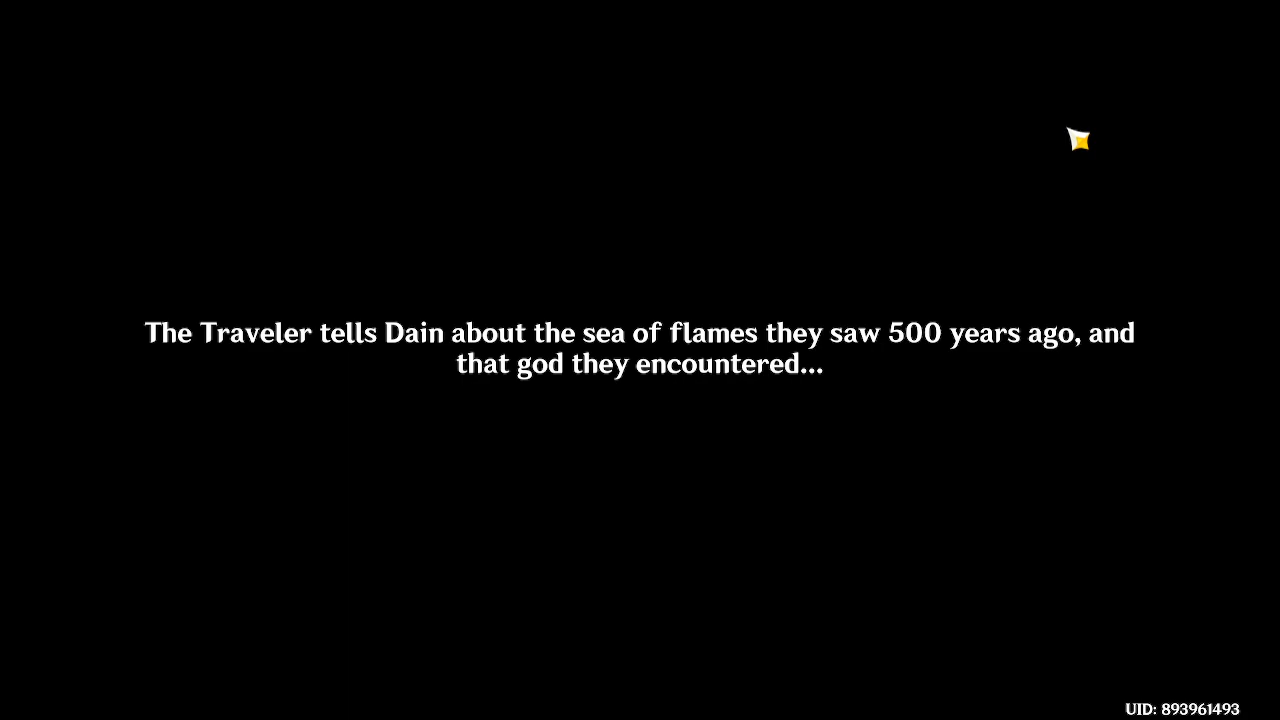 The Traveler tells Dain about the sea of flames they saw 500 years ago, and
that god they encountered...
UID: 893961493